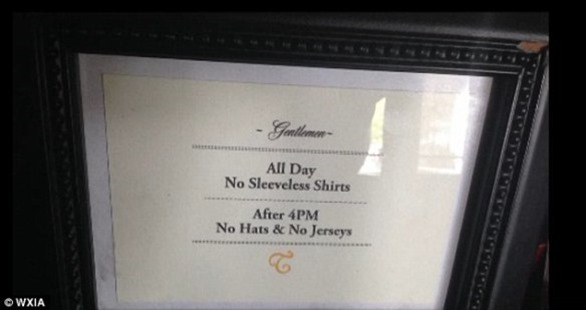 - Gentlemen -
All Day
No Sleeveless Shirts
After 4PM
No Hats & No Jerseys
T
© WXIA